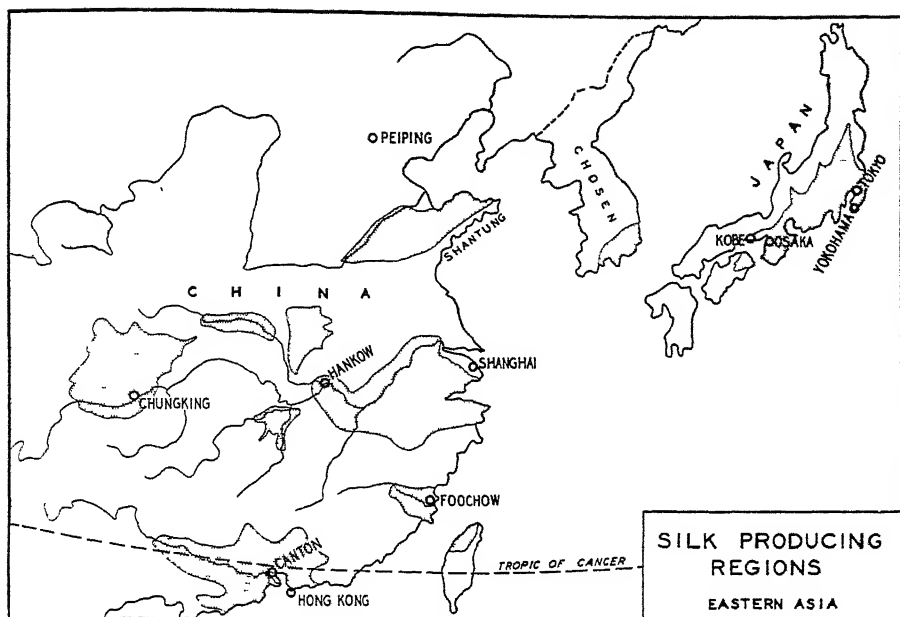 PEIPING
CHOSEN
JAPAN
TOKYO
YOKOHAMA
KOBE
OSAKA
SHANTUNG
CHINA
SHANGHAI
HANKOW
CHUNGKING
FOOCHOW
CANTON
TROPIC OF CANCER
HONG KONG
SILK PRODUCING
REGIONS
EASTERN ASIA